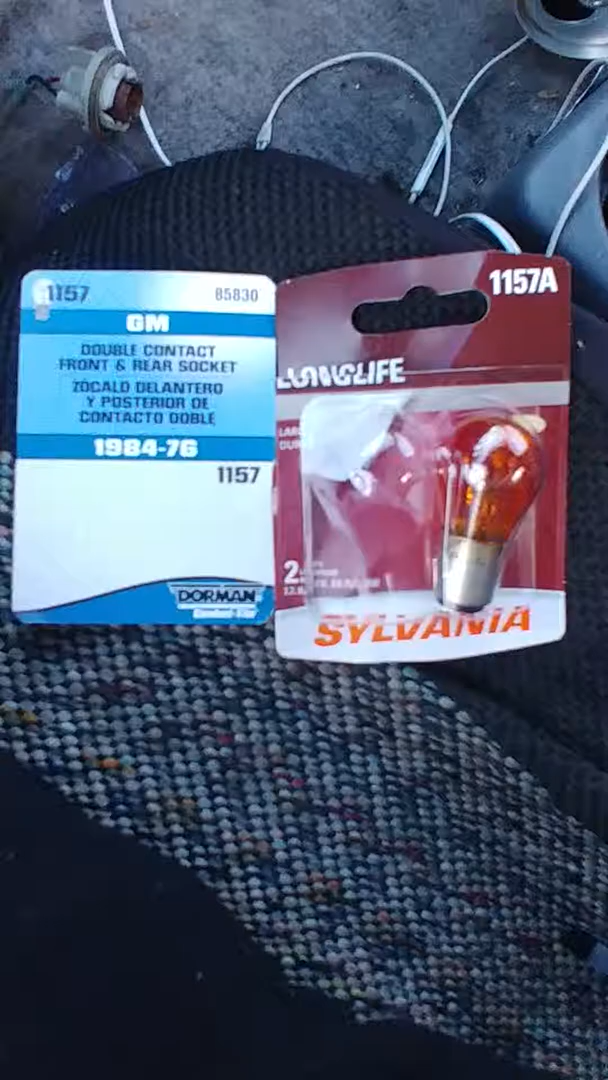 1157 85830
GM
DOUBLE CONTACT
FRONT & REAR SOCKET
ZÓCALO DELANTERO
Y POSTERIOR DE
CONTACTO DOBLE
1984-76
1157
DORMAN
1157A
LONGLIFE
2
SYLVANIA